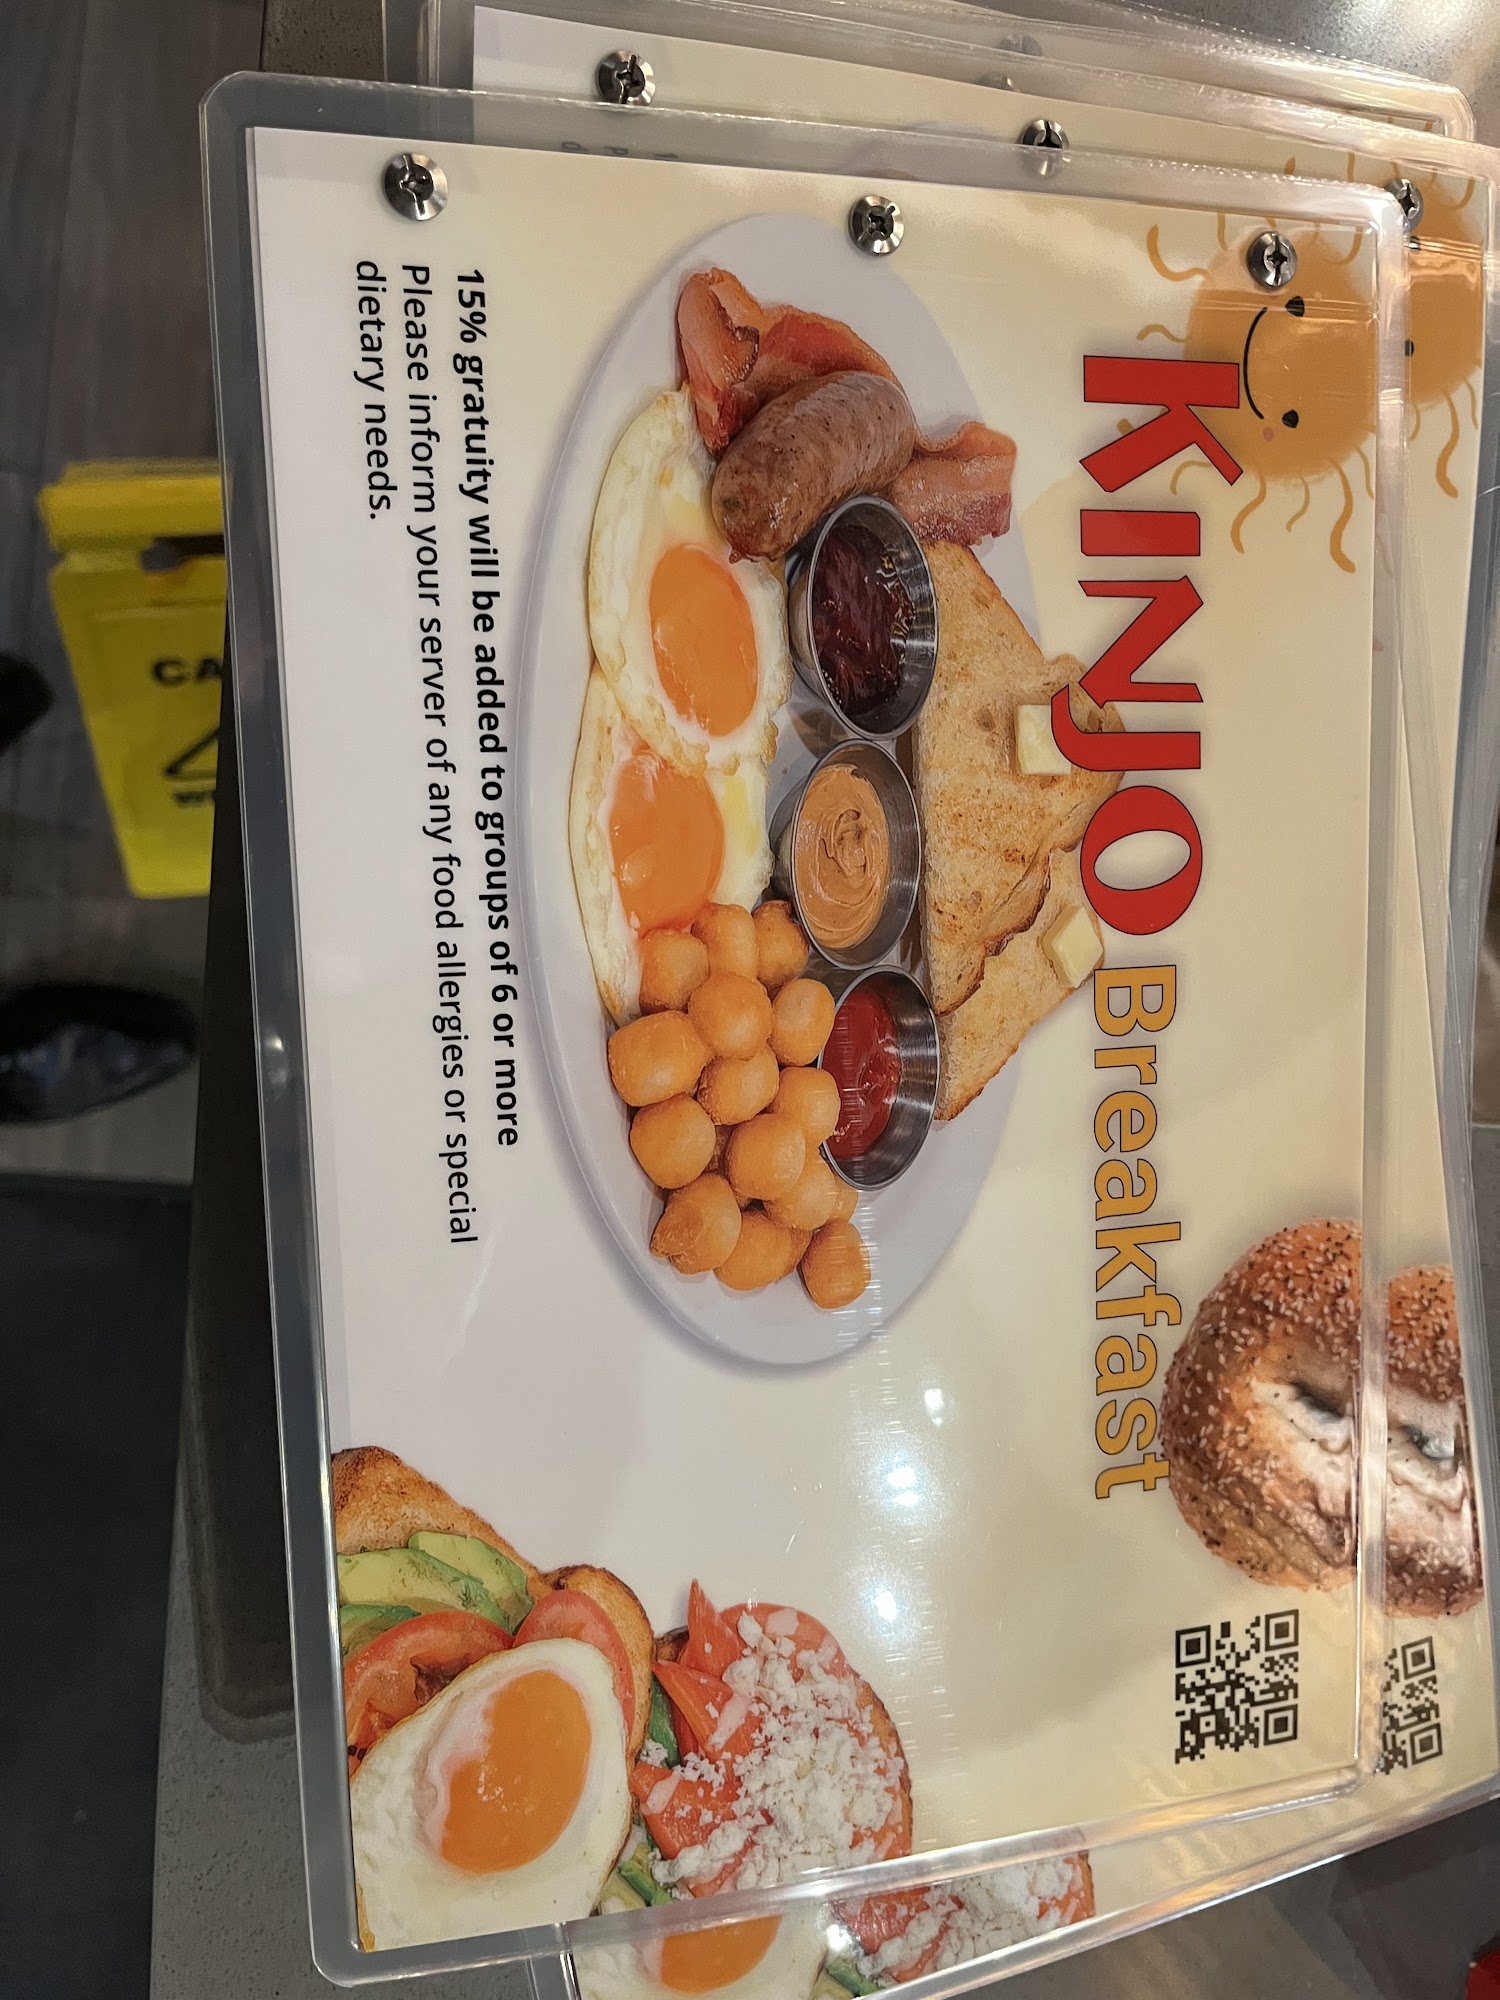 KINJO Breakfast
15% gratuity will be added to groups of 6 or more
Please inform your server of any food allergies or special
dietary needs.
CA